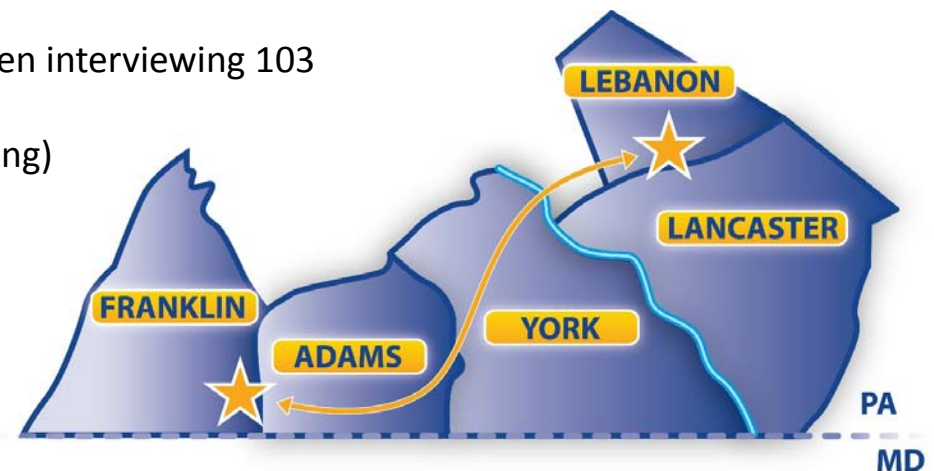 en interviewing 103
ng)
LEBANON
LANCASTER
FRANKLIN
YORK
ADAMS
PA
MD